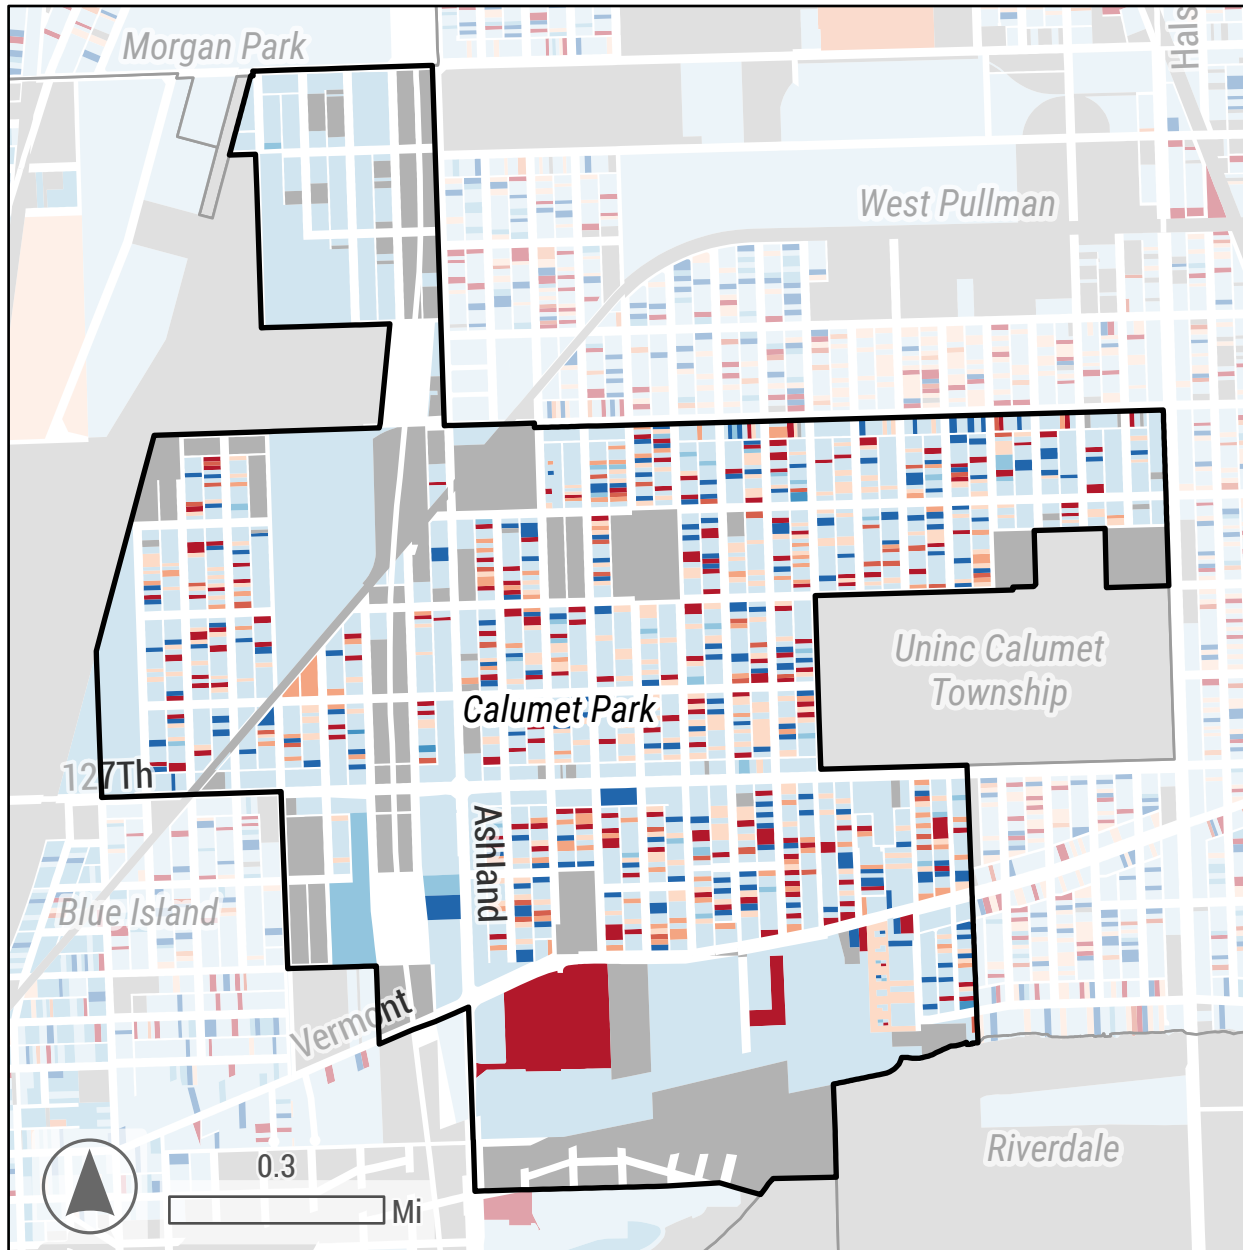 Morgan Park
Hals
West Pullman
Uninc Calumet
Township
Calumet Park
127Th
Ashland
Blue Island
Vermont
Riverdale
0.3
Mi